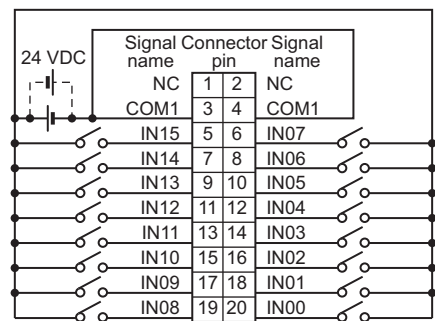 Signal Connector Signal
24 VDC name pin name
NC 1 2 NC
COM1 3 4 COM1
IN15 5 6 IN07
IN14 7 8 IN06
IN13 9 10 IN05
IN12 11 12 IN04
IN11 13 14 IN03
IN10 15 16 IN02
IN09 17 18 IN01
IN08 19 20 IN00